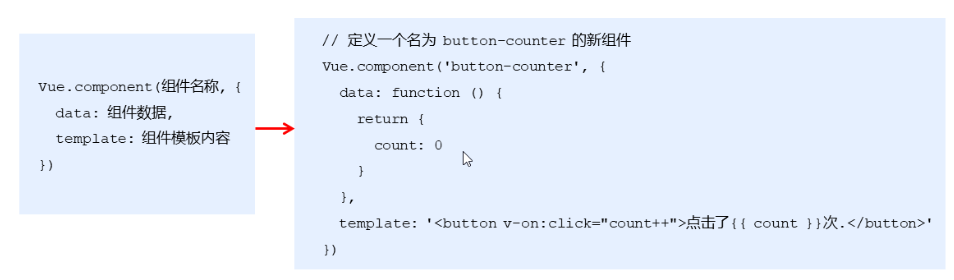 Vue.component(组件名称, {
  data: 组件数据,
  template: 组件模板内容
})
// 定义一个名为 button-counter 的新组件
Vue.component('button-counter', {
  data: function () {
    return {
      count: 0
    }
  },
  template: '<button v-on:click="count++">点击了{{ count }}次.</button>'
})